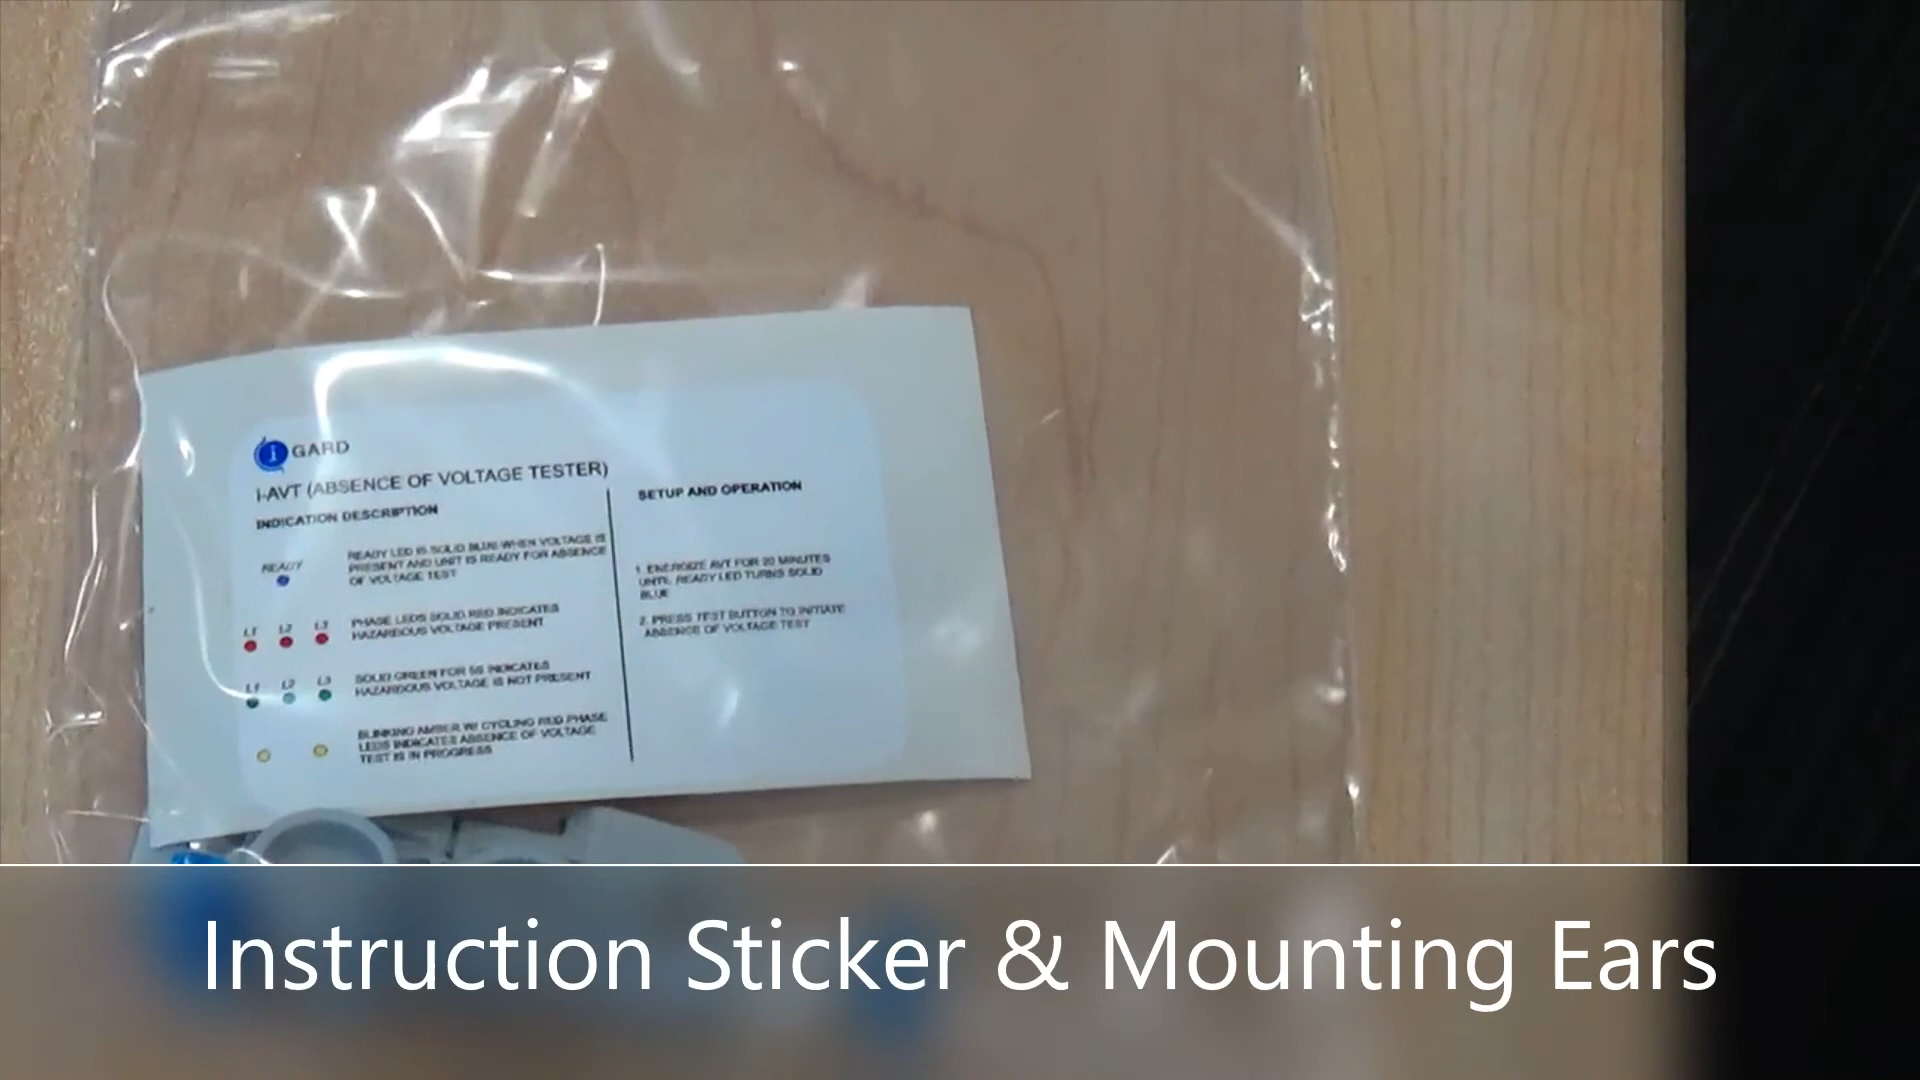 i GARD
i-AVT (ABSENCE OF VOLTAGE TESTER)
INDICATION DESCRIPTION
READY
READY LED IS SOLID BLUE WHEN VOLTAGE IS
PRESENT AND UNIT IS READY FOR ABSENCE
OF VOLTAGE TEST
L1 L2 L3
PHASE LEDS SOLID RED INDICATES
HAZARDOUS VOLTAGE PRESENT
L1 L2 L3
SOLID GREEN FOR 5S INDICATES
HAZARDOUS VOLTAGE IS NOT PRESENT
BLINKING AMBER W/ CYCLING RED PHASE
LEDS INDICATES ABSENCE OF VOLTAGE
TEST IS IN PROGRESS
SETUP AND OPERATION
1. ENERGIZE AVT FOR 20 MINUTES
UNTIL READY LED TURNS SOLID
BLUE
2. PRESS TEST BUTTON TO INITIATE
ABSENCE OF VOLTAGE TEST
Instruction Sticker & Mounting Ears